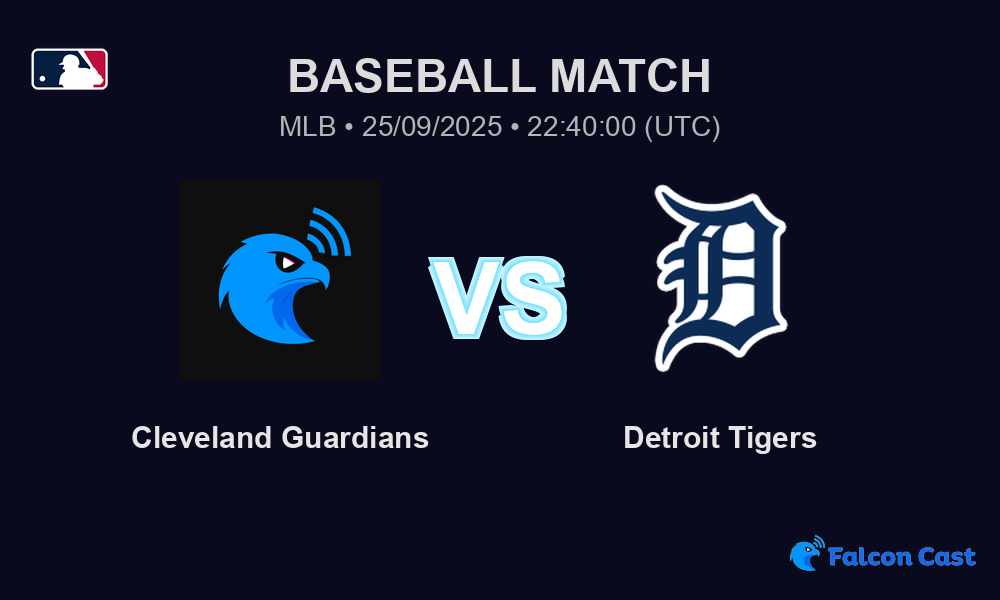 BASEBALL MATCH
MLB • 25/09/2025 • 22:40:00 (UTC)
VS
Cleveland Guardians
Detroit Tigers
Falcon Cast